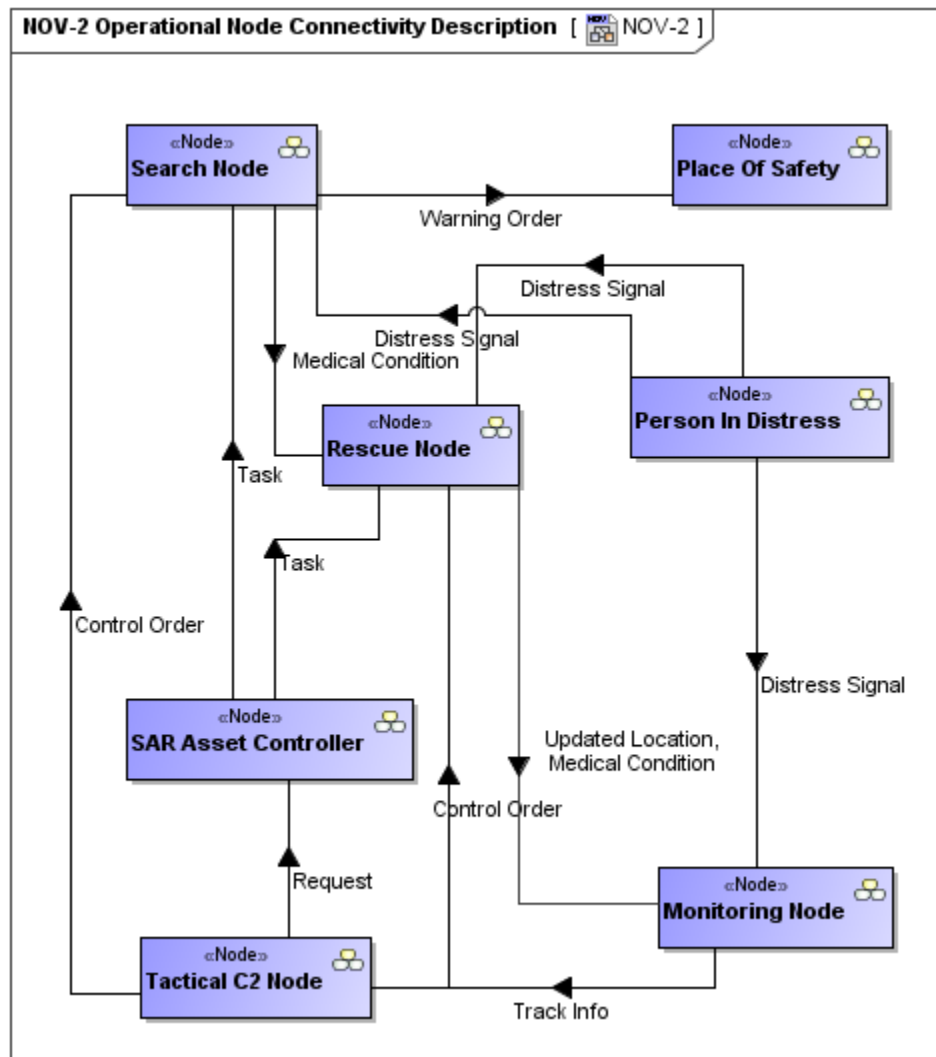 NOV-2 Operational Node Connectivity Description [ NOV-2 ]
«Node»
Search Node
«Node»
Place Of Safety
Warning Order
Distress Signal
Distress Signal
Medical Condition
«Node»
Person In Distress
«Node»
Rescue Node
Task
Task
Control Order
Distress Signal
«Node»
SAR Asset Controller
Updated Location,
Medical Condition
Control Order
Request
«Node»
Monitoring Node
«Node»
Tactical C2 Node
Track Info